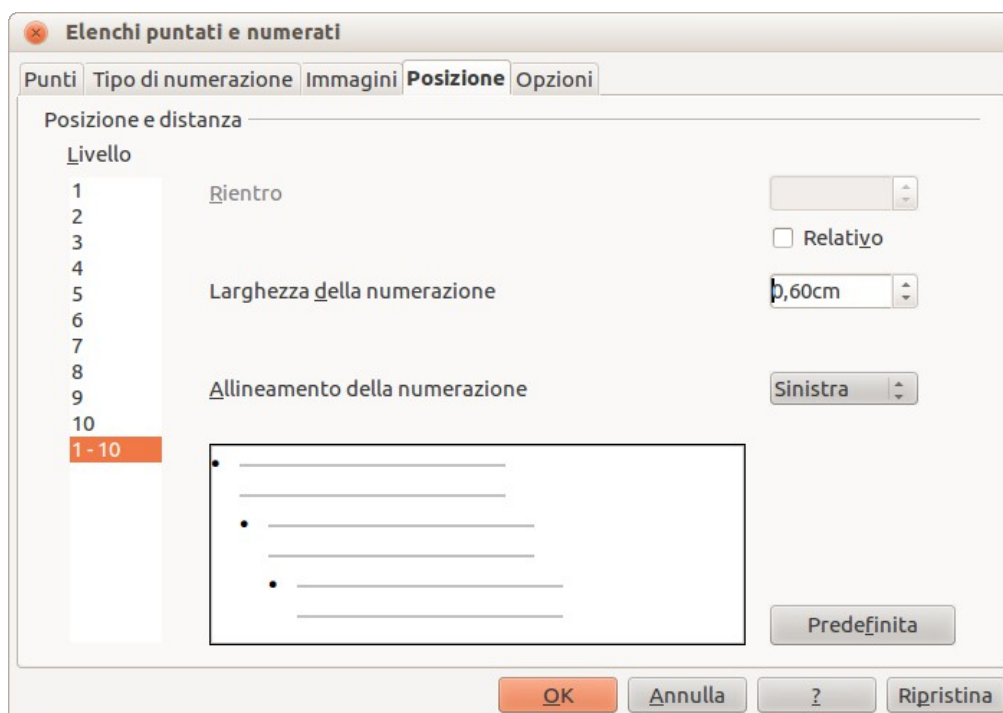 Elenchi puntati e numerati
Punti Tipo di numerazione Immagini Posizione Opzioni
Posizione e distanza
Livello
1
2
3
4
5
6
7
8
9
10
1 - 10
Rientro
Relativo
Larghezza della numerazione 0,60cm
Allineamento della numerazione Sinistra
Predefinita
OK Annulla ? Ripristina